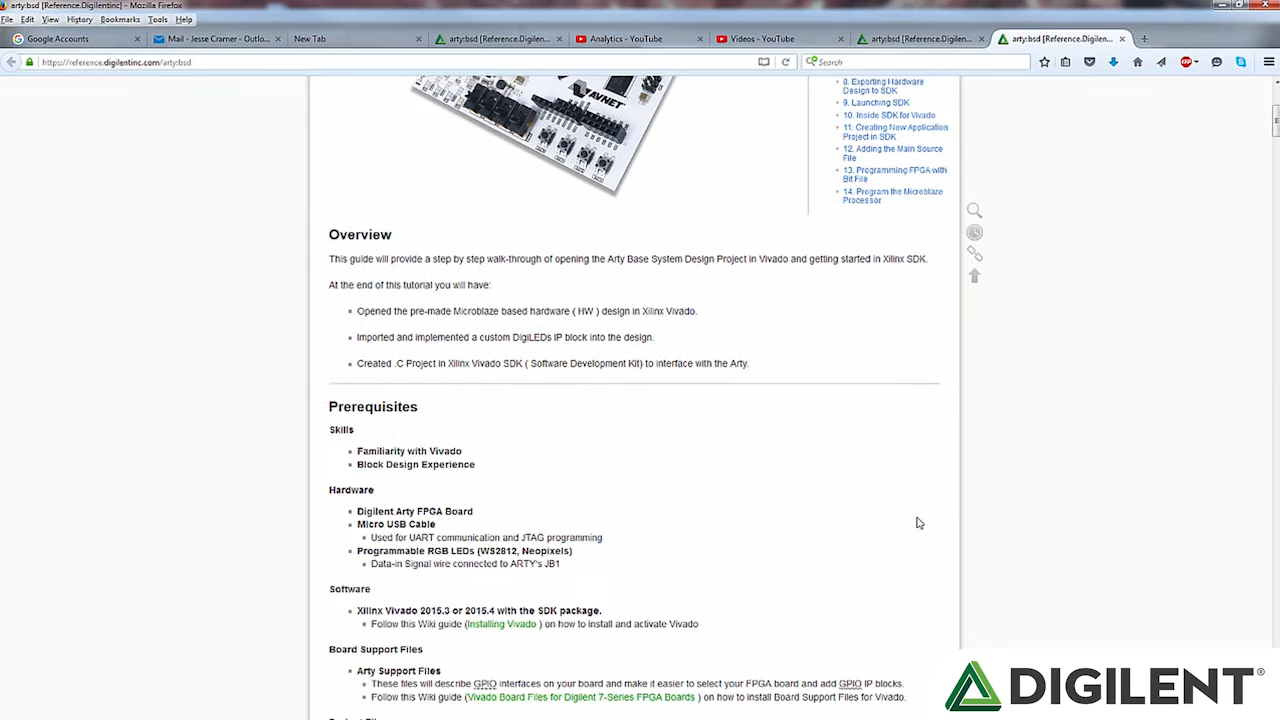 arty:bsd [Reference.Digilentinc] - Mozilla Firefox
File Edit View History Bookmarks Tools Help
Google Accounts
Mail - Jesse Cramer - Outlo...
New Tab
arty:bsd [Reference.Digilen...
Analytics - YouTube
Videos - YouTube
arty:bsd [Reference.Digilen...
arty:bsd [Reference.Digilen...
https://reference.digilentinc.com/arty:bsd
Search
AVNET
8. Exporting Hardware
Design to SDK
9. Launching SDK
10. Inside SDK for Vivado
11. Creating New Application
Project in SDK
12. Adding the Main Source
File
13. Programming FPGA with
Bit File
14. Program the Microblaze
Processor
Overview
This guide will provide a step by step walk-through of opening the Arty Base System Design Project in Vivado and getting started in Xilinx SDK.
At the end of this tutorial you will have:
Opened the pre-made Microblaze based hardware ( HW ) design in Xilinx Vivado.
Imported and implemented a custom DigiLEDs IP block into the design.
Created .C Project in Xilinx Vivado SDK ( Software Development Kit) to interface with the Arty.
Prerequisites
Skills
Familiarity with Vivado
Block Design Experience
Hardware
Digilent Arty FPGA Board
Micro USB Cable
Used for UART communication and JTAG programming
Programmable RGB LEDs (WS2812, Neopixels)
Data-in Signal wire connected to ARTY's JB1
Software
Xilinx Vivado 2015.3 or 2015.4 with the SDK package.
Follow this Wiki guide (Installing Vivado ) on how to install and activate Vivado
Board Support Files
Arty Support Files
These files will describe GPIO interfaces on your board and make it easier to select your FPGA board and add GPIO IP blocks.
Follow this Wiki guide (Vivado Board Files for Digilent 7-Series FPGA Boards ) on how to install Board Support Files for Vivado.
DIGILENT®